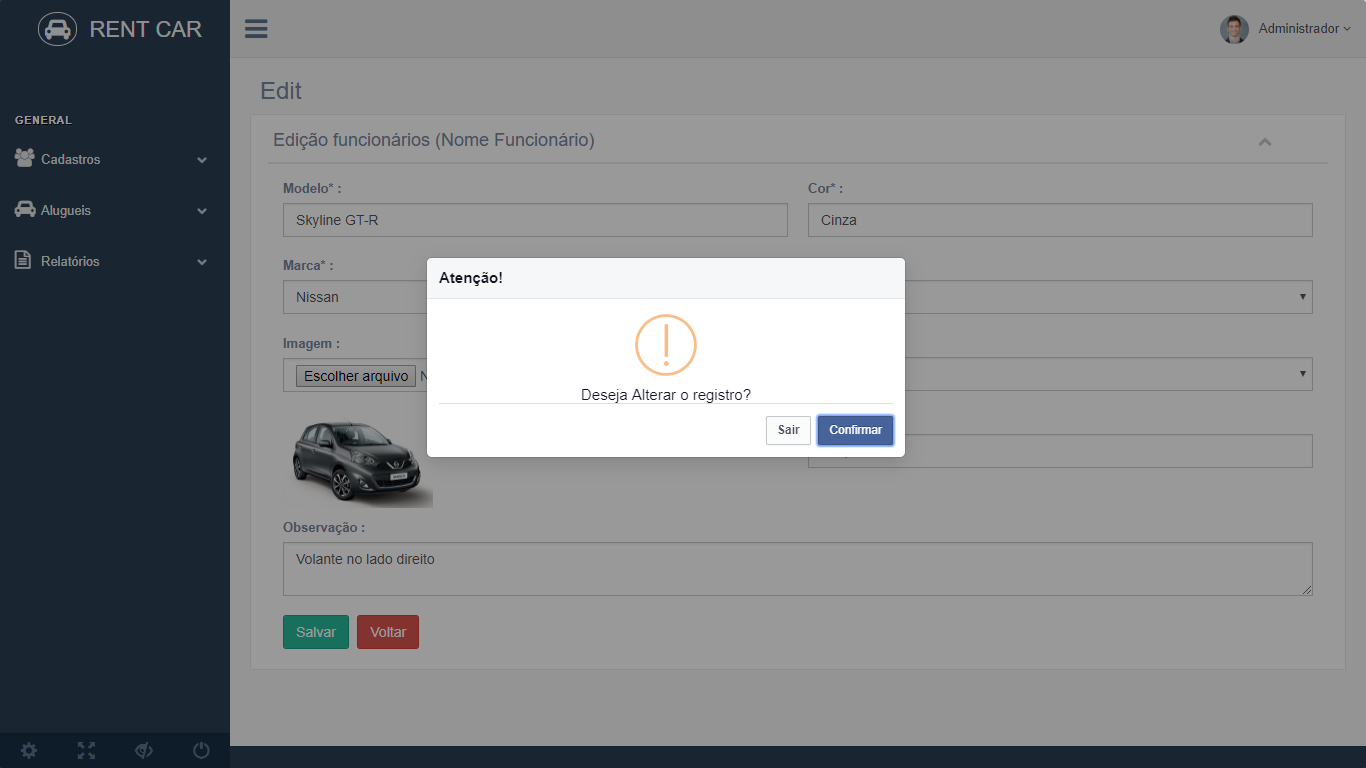 RENT CAR
Administrador
GENERAL
Cadastros
Alugueis
Relatórios
Edit
Edição funcionários (Nome Funcionário)
Modelo* :
Cor* :
Skyline GT-R
Cinza
Marca* :
Nissan
Imagem :
Escolher arquivo
Atenção!
Deseja Alterar o registro?
Sair
Confirmar
Observação :
Volante no lado direito
Salvar
Voltar